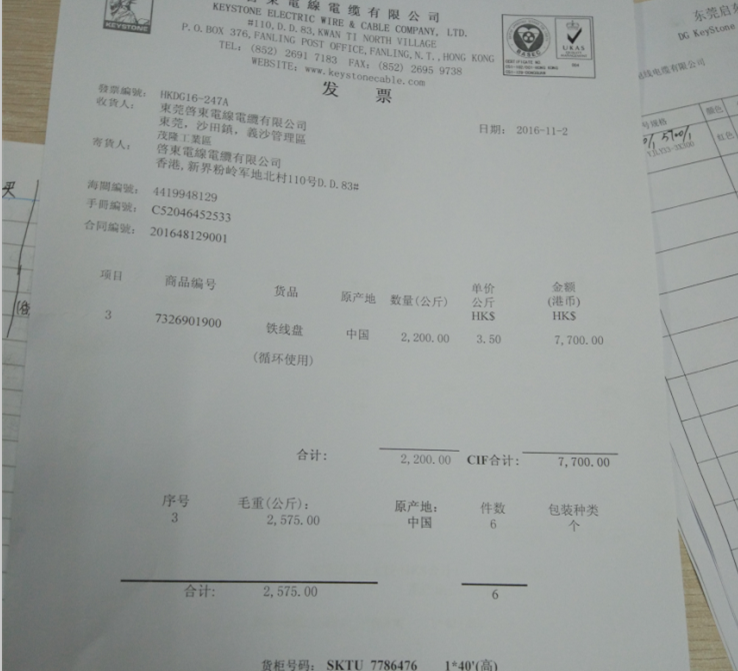 啓東電線電纜有限公司
KEYSTONE ELECTRIC WIRE & CABLE COMPANY, LTD.
#110, D.D.83, KWAN TI NORTH VILLAGE
P.O.BOX 376, FANLING POST OFFICE, FANLING, N.T., HONG KONG
TEL: (852) 2691 7183 FAX: (852) 2695 9738
WEBSITE: www.keystonecable.com
KEYSTONE
UKAS
发 票
發票編號: HKDG16-247A
日期: 2016-11-2
收货人: 東莞啓東電線電纜有限公司
東莞, 沙田鎮, 義沙管理區
茂隆工業區
寄货人: 啓東電線電纜有限公司
香港, 新界粉岭军地北村110号D.D.83#
海關編號: 4419948129
手冊編號: C52046452533
合同編號: 201648129001
项目 商品编号 货品 原产地 数量(公斤) 单价 公斤 HK$ 金额 (港币) HK$
3 7326901900 铁线盘 中国 2,200.00 3.50 7,700.00
(循环使用)
合计: 2,200.00 CIF合计: 7,700.00
序号 毛重(公斤): 原产地: 件数 包装种类
3 2,575.00 中国 6 个
合计: 2,575.00 6
货柜号码: SKTU 7786476 1*40'(高)
DG KeyStone
线电缆有限公司
号规格
颜色
红色